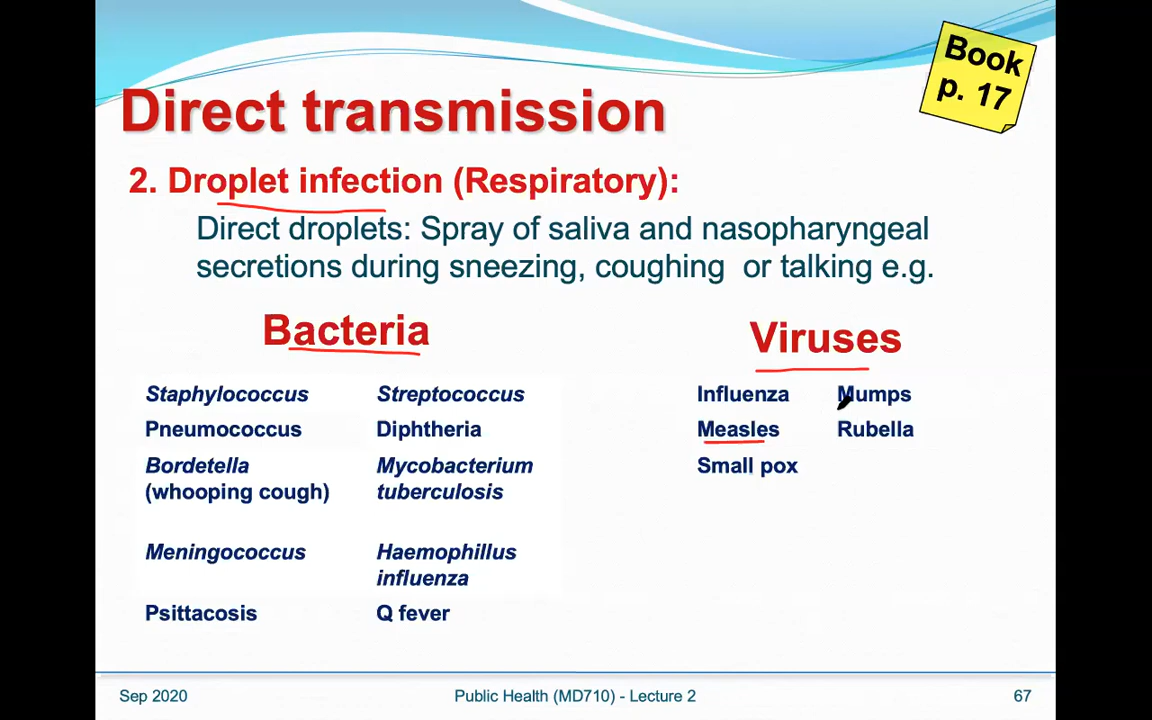 Book
p. 17
Direct transmission
2. Droplet infection (Respiratory):
Direct droplets: Spray of saliva and nasopharyngeal
secretions during sneezing, coughing or talking e.g.
Bacteria
Staphylococcus Streptococcus
Pneumococcus Diphtheria
Bordetella Mycobacterium
(whooping cough) tuberculosis
Meningococcus Haemophillus
influenza
Psittacosis Q fever
Viruses
Influenza Mumps
Measles Rubella
Small pox
Sep 2020 Public Health (MD710) - Lecture 2 67